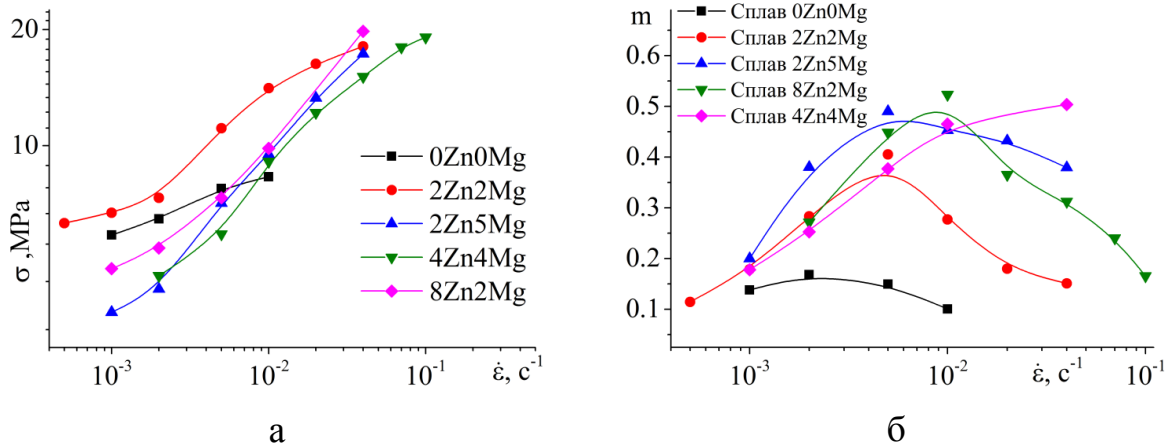 20
10
σ ,MPa
0Zn0Mg
2Zn2Mg
2Zn5Mg
4Zn4Mg
8Zn2Mg
10⁻³
10⁻²
10⁻¹
ε̇, c⁻¹
а
m
0.6
0.5
0.4
0.3
0.2
0.1
Сплав 0Zn0Mg
Сплав 2Zn2Mg
Сплав 2Zn5Mg
Сплав 8Zn2Mg
Сплав 4Zn4Mg
10⁻³
10⁻²
10⁻¹
ε̇, c⁻¹
б